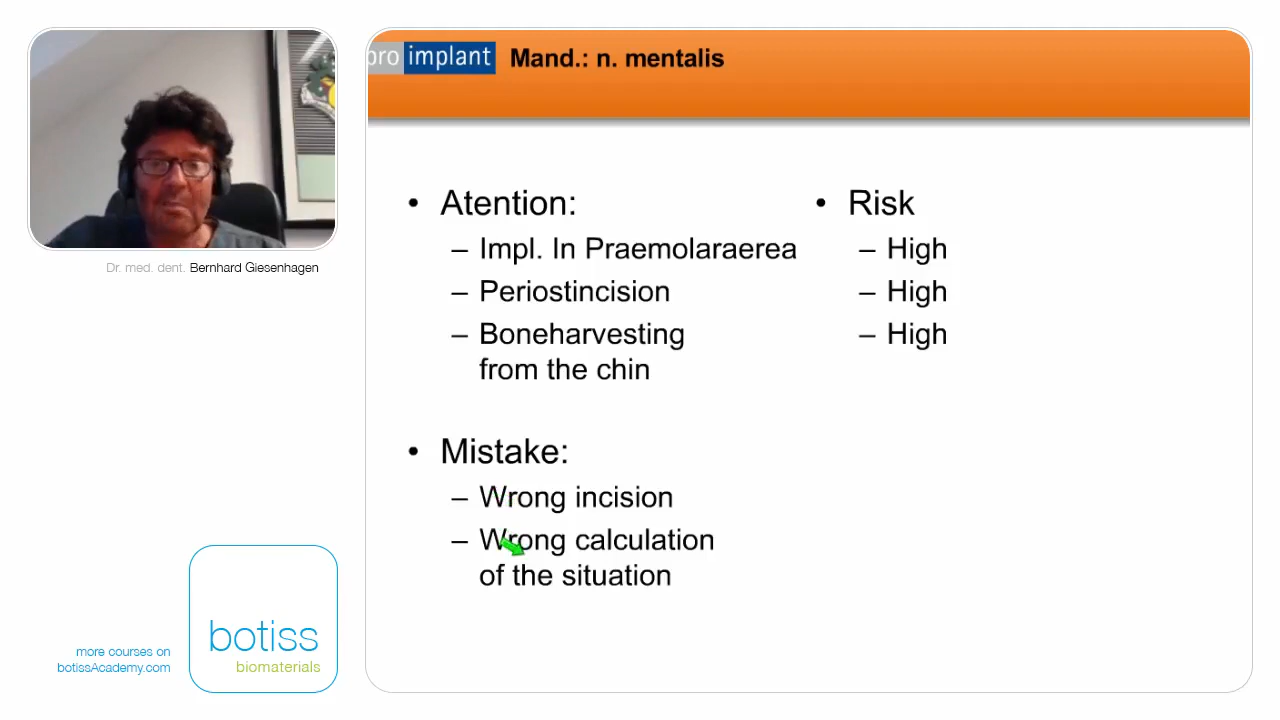 pro implant
Mand.: n. mentalis
Dr. med. dent. Bernhard Giesenhagen
• Atention:
– Impl. In Praemolaraerea
– Periostincision
– Boneharvesting
from the chin
• Risk
– High
– High
– High
• Mistake:
– Wrong incision
– Wrong calculation
of the situation
botiss
biomaterials
more courses on
botissAcademy.com